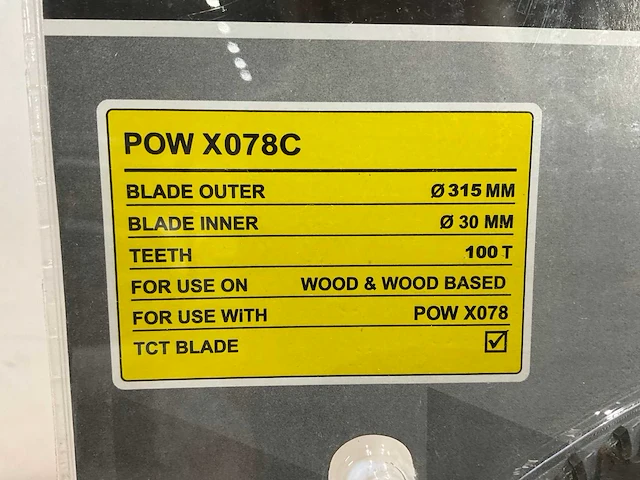 POW X078C
BLADE OUTER Ø 315 MM
BLADE INNER Ø 30 MM
TEETH 100 T
FOR USE ON WOOD & WOOD BASED
FOR USE WiTH POW X078
TCT BLADE ☑